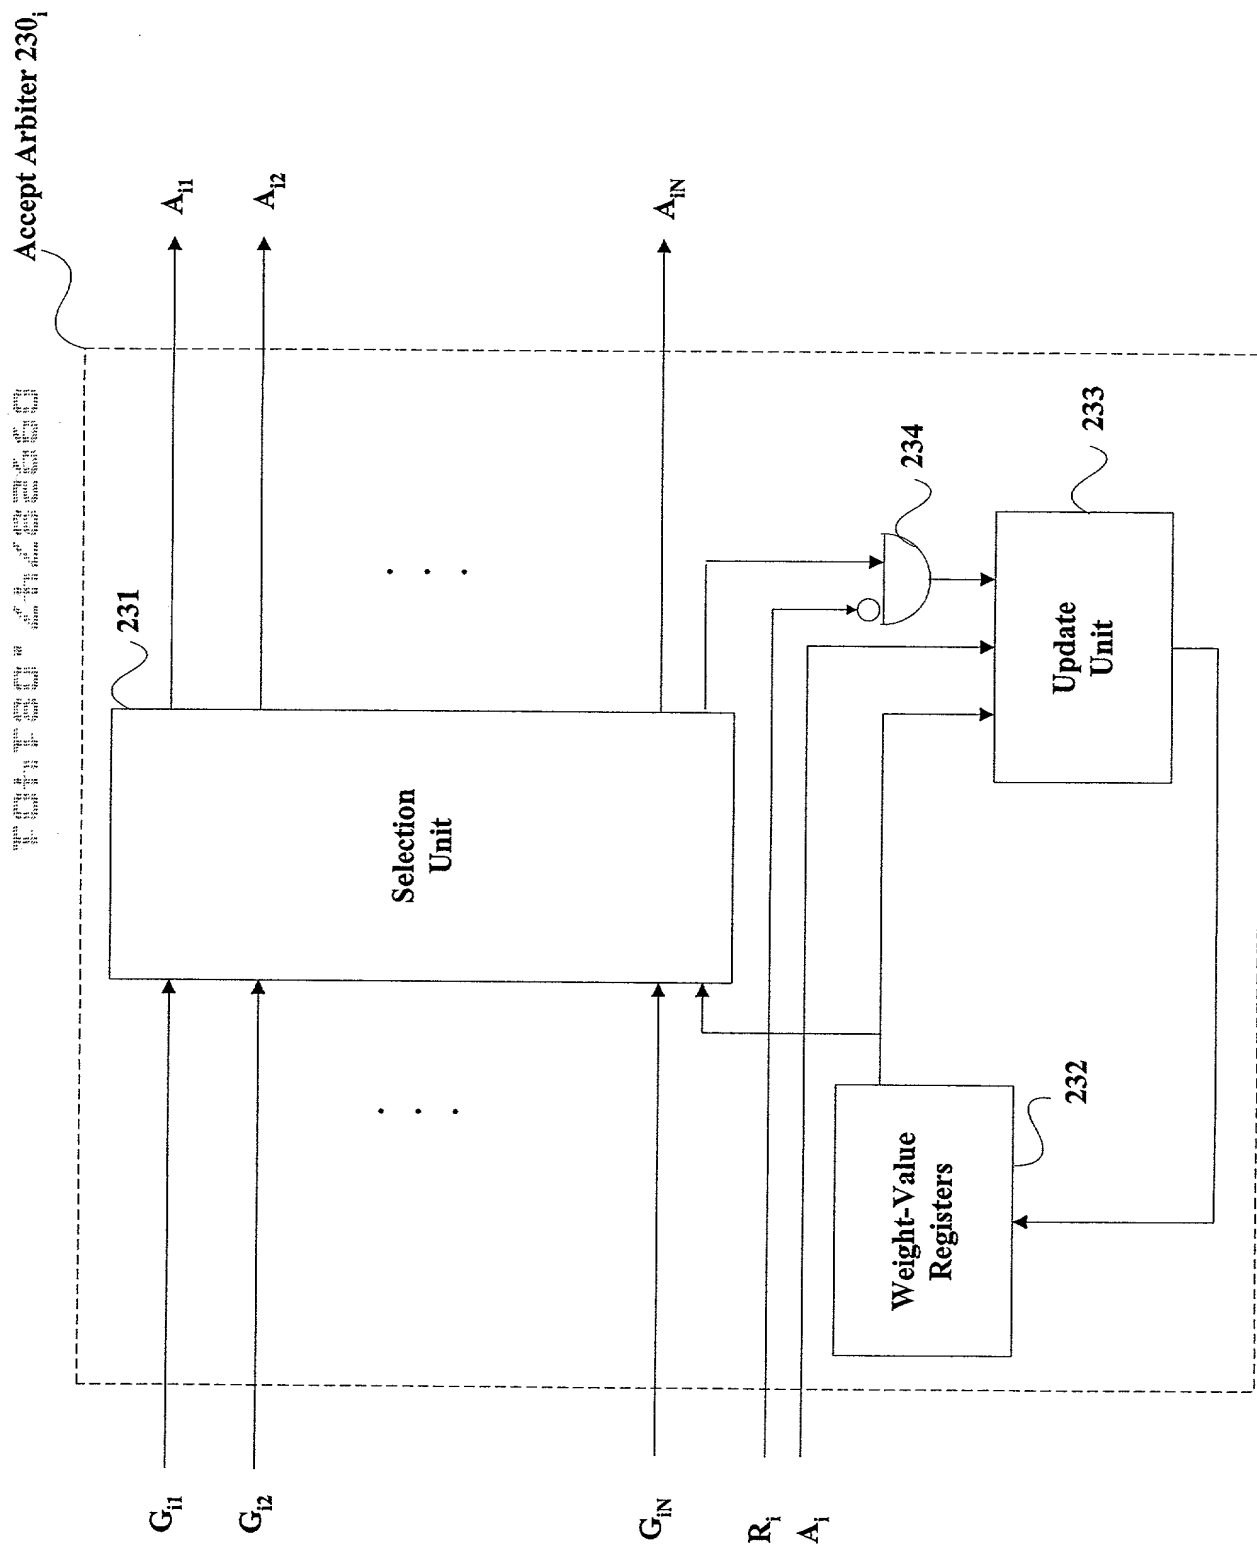 Accept Arbiter 230i
Gi1
Gi2
GiN
Ri
Ai
231
Selection
Unit
Ai1
Ai2
AiN
234
Weight-Value
Registers
232
Update
Unit
233